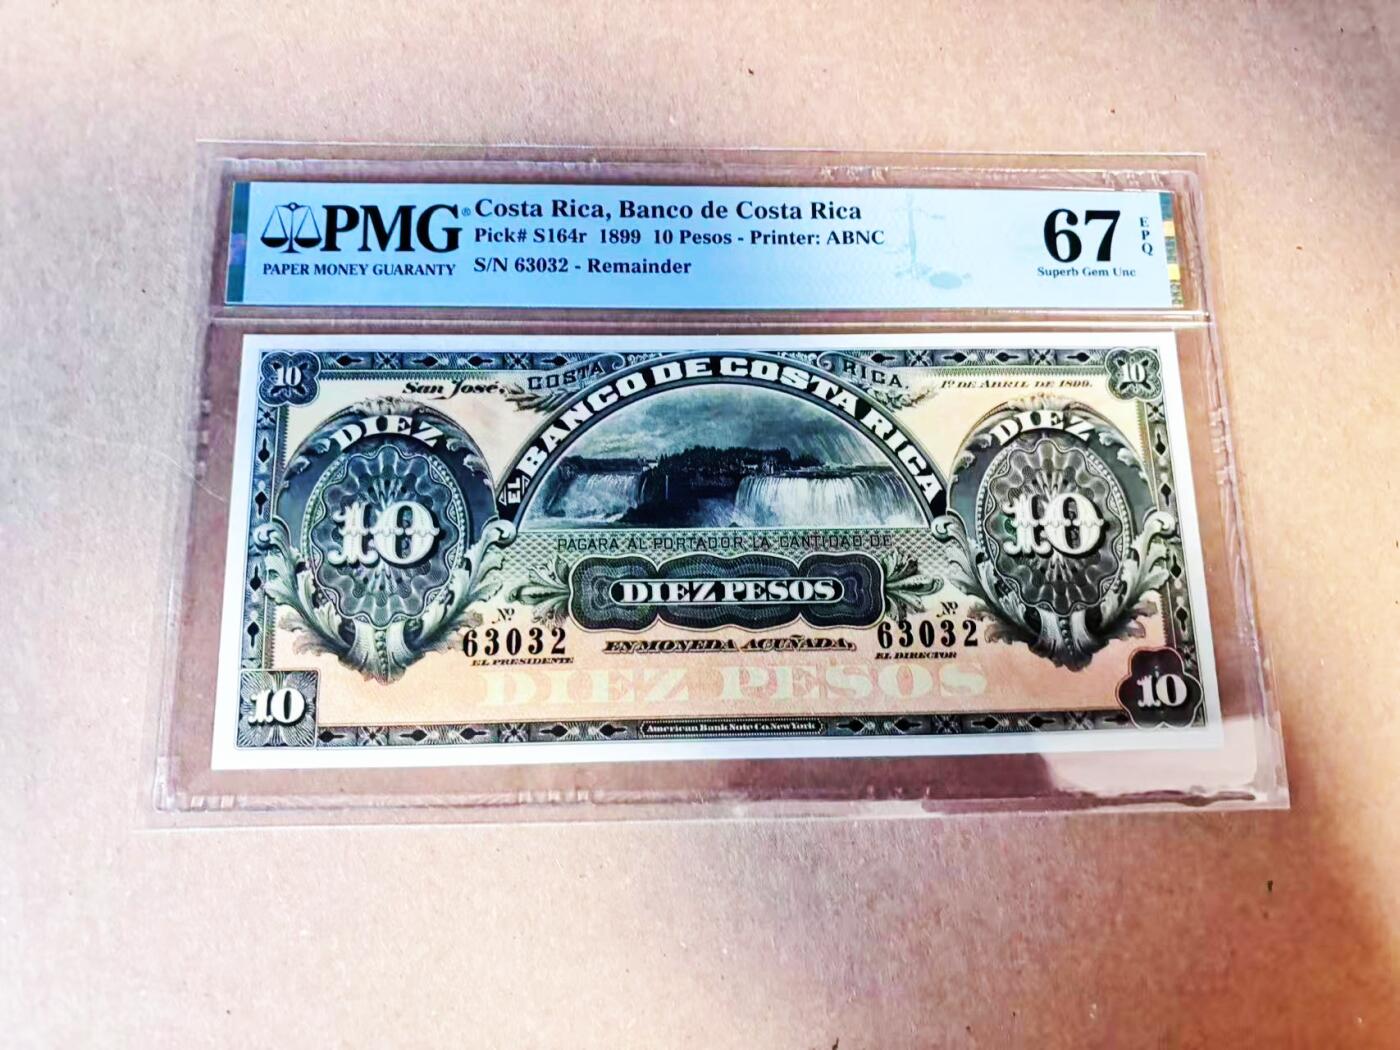 PMG®
PAPER MONEY GUARANTY
Costa Rica, Banco de Costa Rica
Pick# S164r 1899 10 Pesos - Printer: ABNC
S/N 63032 - Remainder
67
EPQ
Superb Gem Unc
10
San José,
COSTA RICA.
1º DE ABRIL DE 1899.
10
EL BANCO DE COSTA RICA
DIEZ
10
DIEZ
10
PAGARÁ AL PORTADOR LA CANTIDAD DE
DIEZ PESOS
Nº
63032
Nº
63032
EN MONEDA ACUÑADA,
EL PRESIDENTE
EL DIRECTOR
DIEZ PESOS
10
10
American Bank Note Co. New York